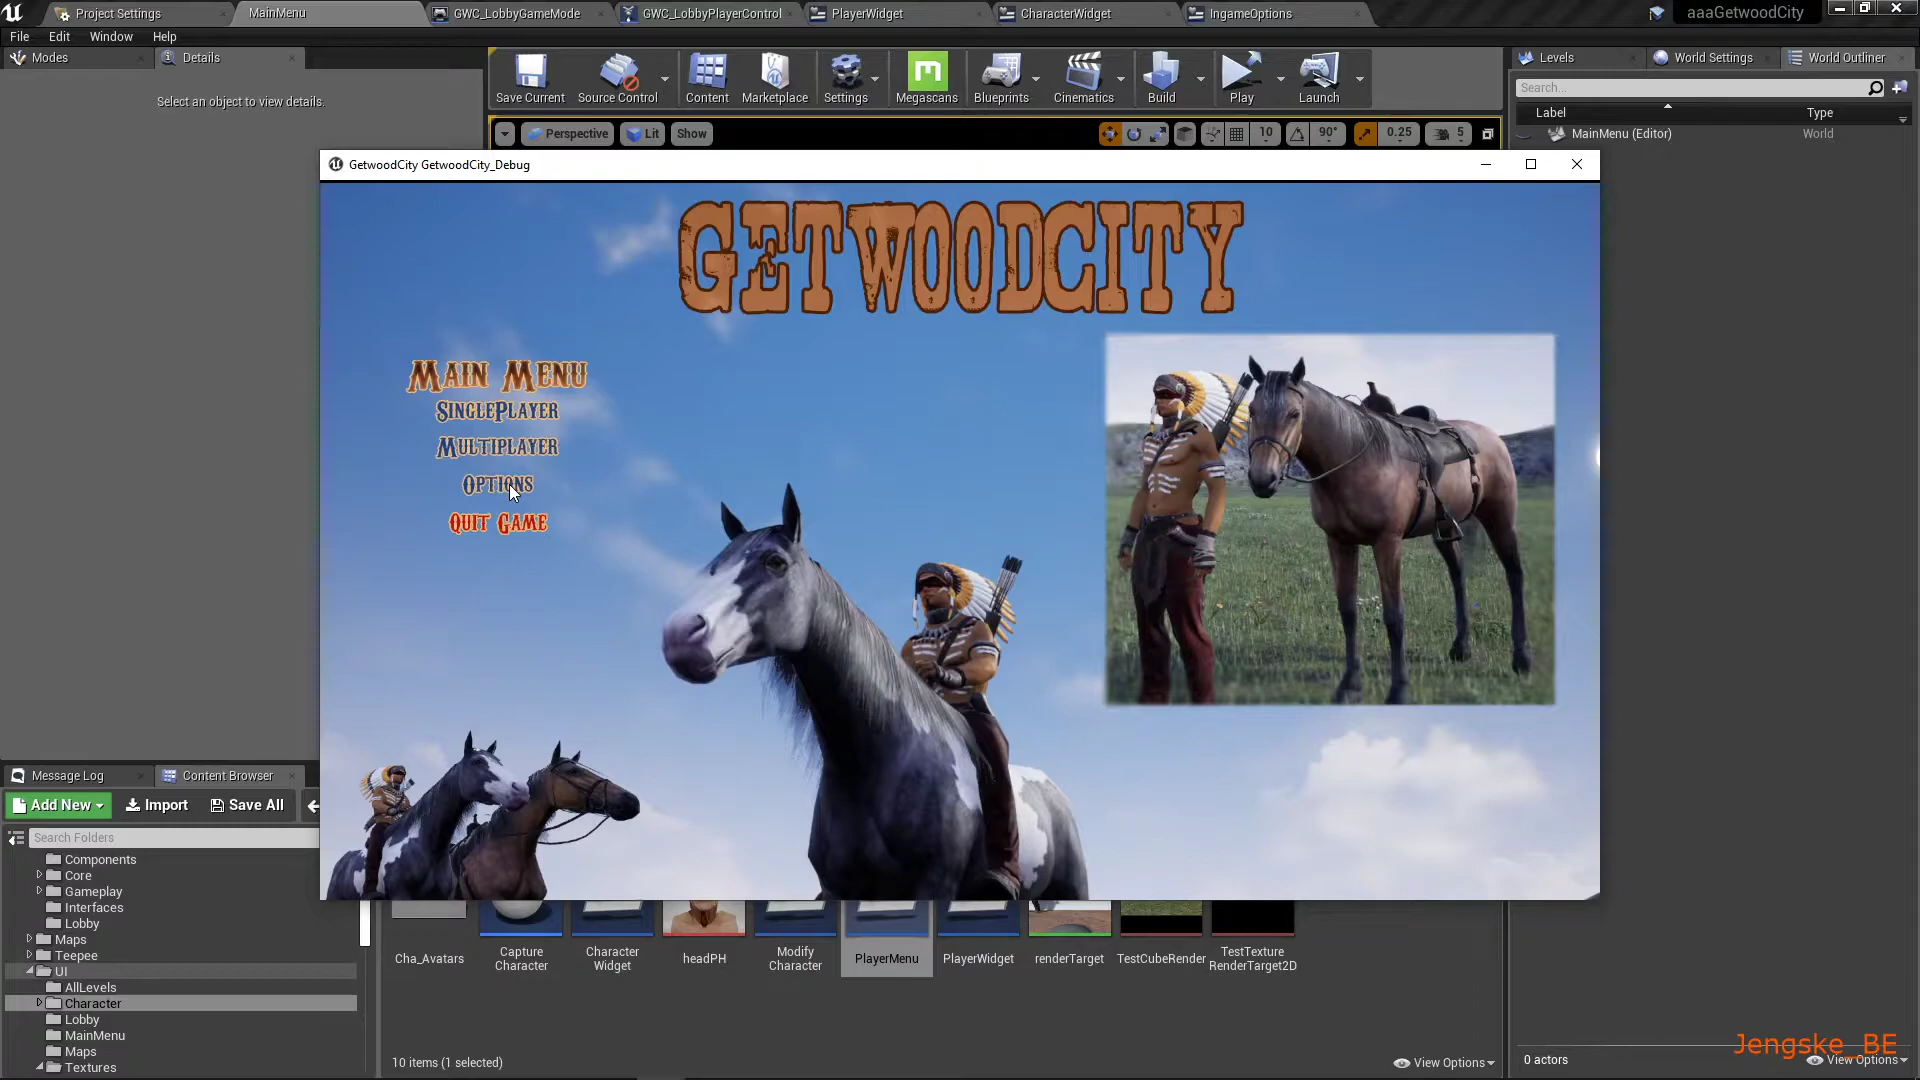 Project Settings
MainMenu
GWC_LobbyGameMode
GWC_LobbyPlayerControl
PlayerWidget
CharacterWidget
IngameOptions
aaaGetwoodCity
File Edit Window Help
Modes
Details
Levels
World Settings
World Outliner
Select an object to view details.
Save Current
Source Control
Content
Marketplace
Settings
Megascans
Blueprints
Cinematics
Build
Play
Launch
Search...
Label
Type
MainMenu (Editor)
World
Perspective
Lit
Show
10
90°
0.25
5
GetwoodCity GetwoodCity_Debug
GETWOODCITY
Main Menu
SinglePlayer
Multiplayer
Options
Quit Game
Message Log
Content Browser
Add New
Import
Save All
Search Folders
Components
Core
Gameplay
Interfaces
Lobby
Maps
Teepee
UI
AllLevels
Character
Lobby
MainMenu
Maps
Textures
Cha_Avatars
Capture
Character
Character
Widget
headPH
Modify
Character
PlayerMenu
PlayerWidget
renderTarget
TestCubeRender
TestTexture
RenderTarget2D
10 items (1 selected)
View Options
0 actors
View Options
Jengske_BE